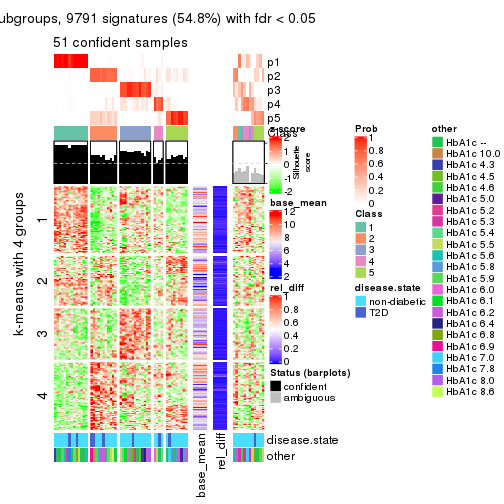 ubgroups, 9791 signatures (54.8%) with fdr < 0.05
51 confident samples
p1
p2
p3
p4
p5
Class
1
2
3
4
k-means with 4 groups
Silhouette
score
base_mean
rel_diff
disease.state
other
z-score
2
1
0
-1
-2
base_mean
12
10
8
6
4
2
rel_diff
1
0.8
0.6
0.4
0.2
0
Status (barplots)
confident
ambiguous
Prob
1
0.8
0.6
0.4
0.2
0
Class
1
2
3
4
5
disease.state
non-diabetic
T2D
other
HbA1c --
HbA1c 10.0
HbA1c 4.3
HbA1c 4.5
HbA1c 4.6
HbA1c 5.0
HbA1c 5.2
HbA1c 5.3
HbA1c 5.4
HbA1c 5.5
HbA1c 5.6
HbA1c 5.8
HbA1c 5.9
HbA1c 6.0
HbA1c 6.1
HbA1c 6.2
HbA1c 6.4
HbA1c 6.8
HbA1c 6.9
HbA1c 7.0
HbA1c 7.8
HbA1c 8.0
HbA1c 8.6